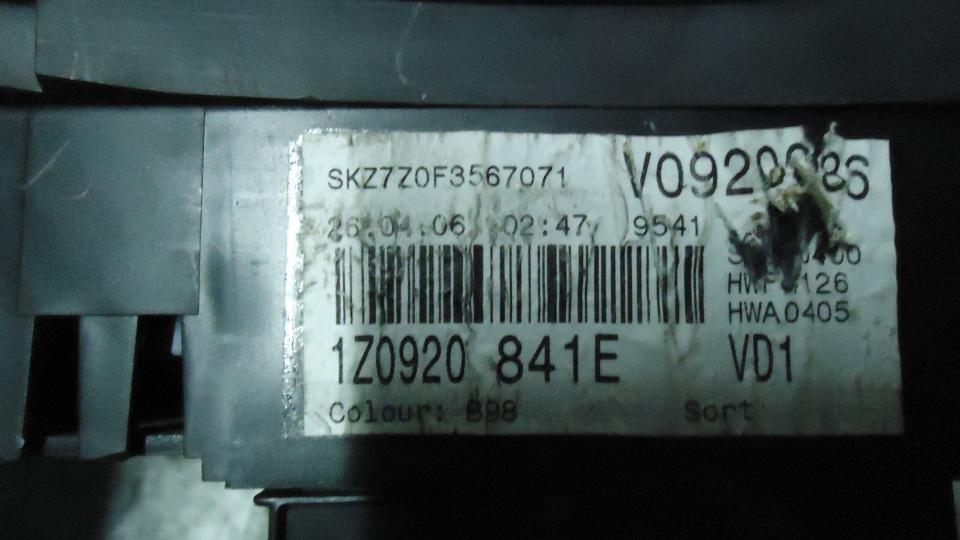 SKZ7Z0F3567071
26.04.06 02:47 9541
HWA0405
1Z0920 841E VD1
Colour: B98 Sort